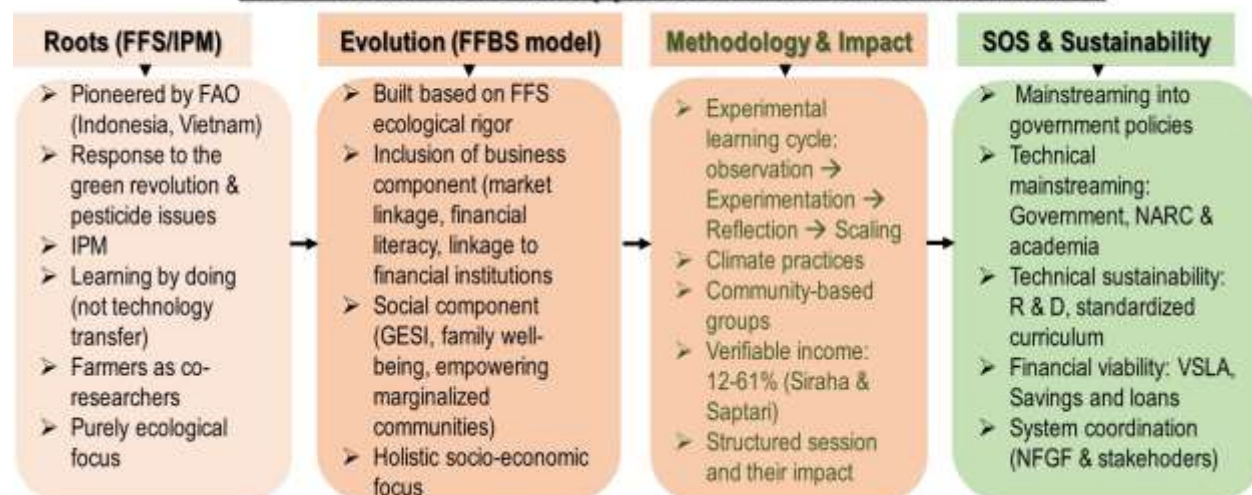 Roots (FFS/IPM)
➢ Pioneered by FAO
(Indonesia, Vietnam)
➢ Response to the
green revolution &
pesticide issues
➢ IPM
➢ Learning by doing
(not technology
transfer)
➢ Farmers as co-
researchers
➢ Purely ecological
focus
Evolution (FFBS model)
➢ Built based on FFS
ecological rigor
➢ Inclusion of business
component (market
linkage, financial
literacy, linkage to
financial institutions
➢ Social component
(GESI, family well-
being, empowering
marginalized
communities)
➢ Holistic socio-economic
focus
Methodology & Impact
➢ Experimental
learning cycle:
observation →
Experimentation →
Reflection → Scaling
➢ Climate practices
➢ Community-based
groups
➢ Verifiable income:
12-61% (Siraha &
Saptari)
➢ Structured session
and their impact
SOS & Sustainability
➢ Mainstreaming into
government policies
➢ Technical
mainstreaming:
Government, NARC &
academia
➢ Technical sustainability:
R & D, standardized
curriculum
➢ Financial viability: VSLA,
Savings and loans
➢ System coordination
(NFGF & stakehoders)